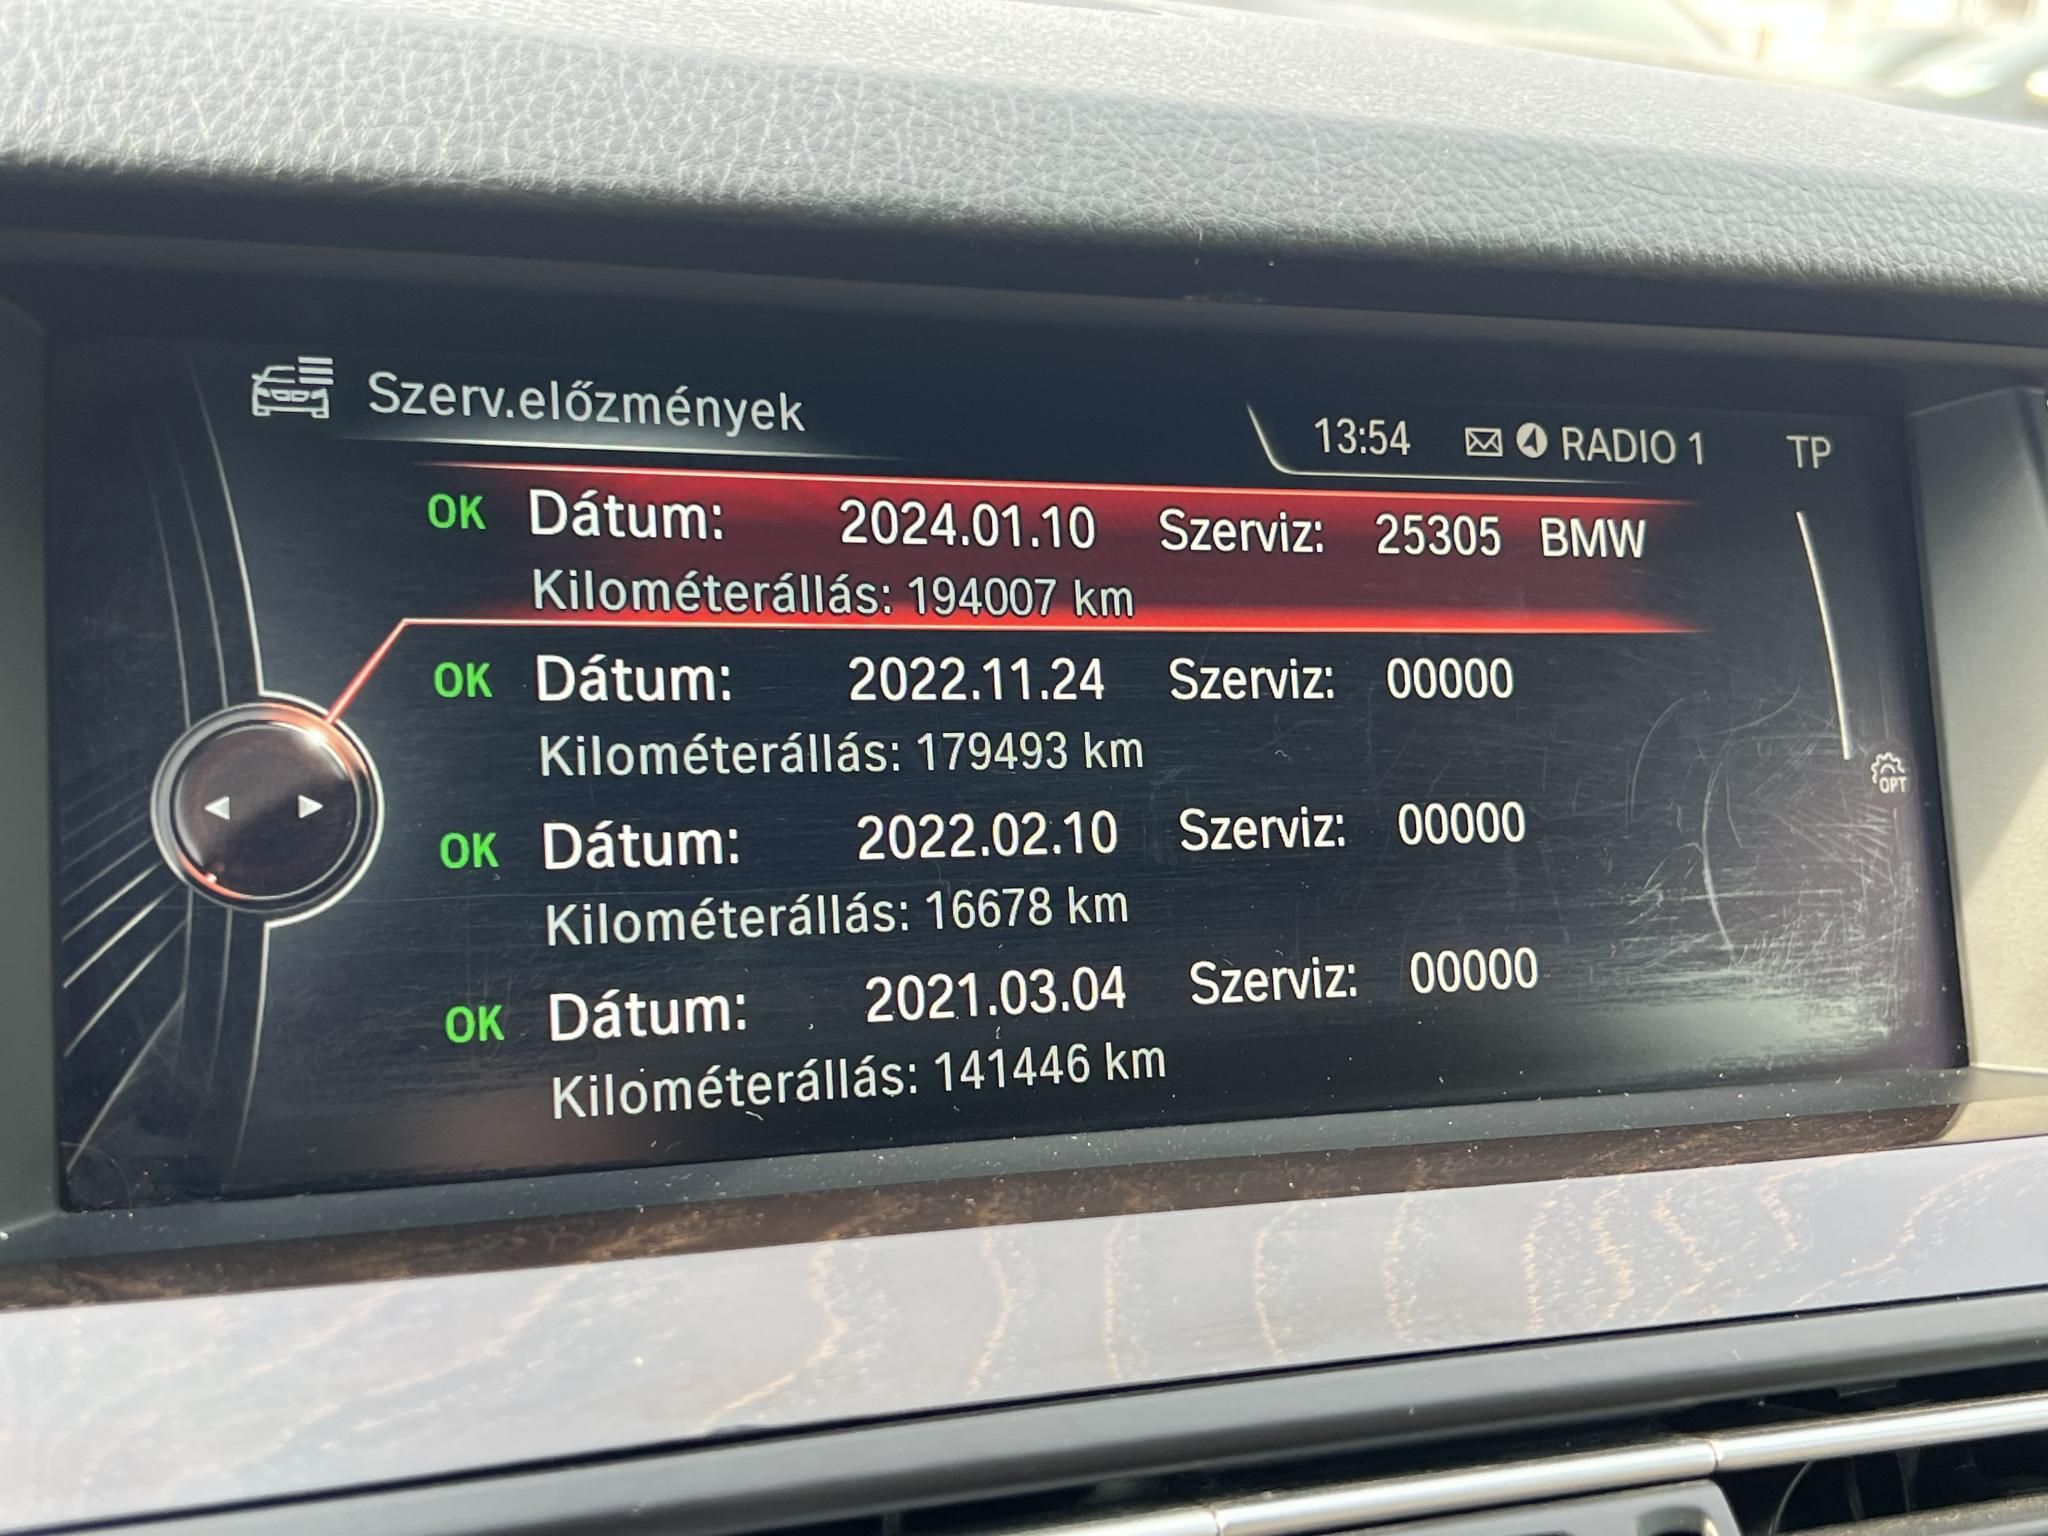 Szerv.előzmények
13:54 RADIO 1 TP
OK Dátum: 2024.01.10 Szerviz: 25305 BMW
Kilométerállás: 194007 km
OK Dátum: 2022.11.24 Szerviz: 00000
Kilométerállás: 179493 km
OK Dátum: 2022.02.10 Szerviz: 00000
Kilométerállás: 16678 km
OK Dátum: 2021.03.04 Szerviz: 00000
Kilométerállás: 141446 km
OPT